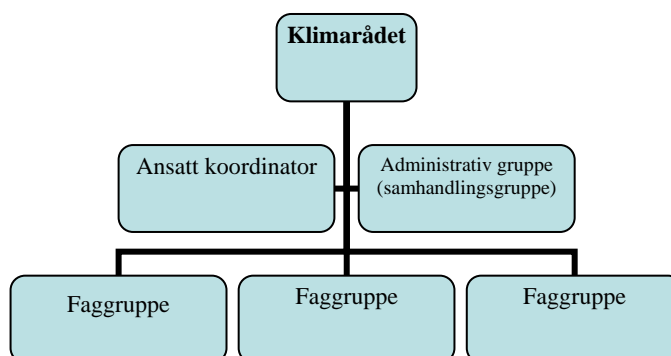 Klimarådet
Ansatt koordinator
Administrativ gruppe
(samhandlingsgruppe)
Faggruppe
Faggruppe
Faggruppe